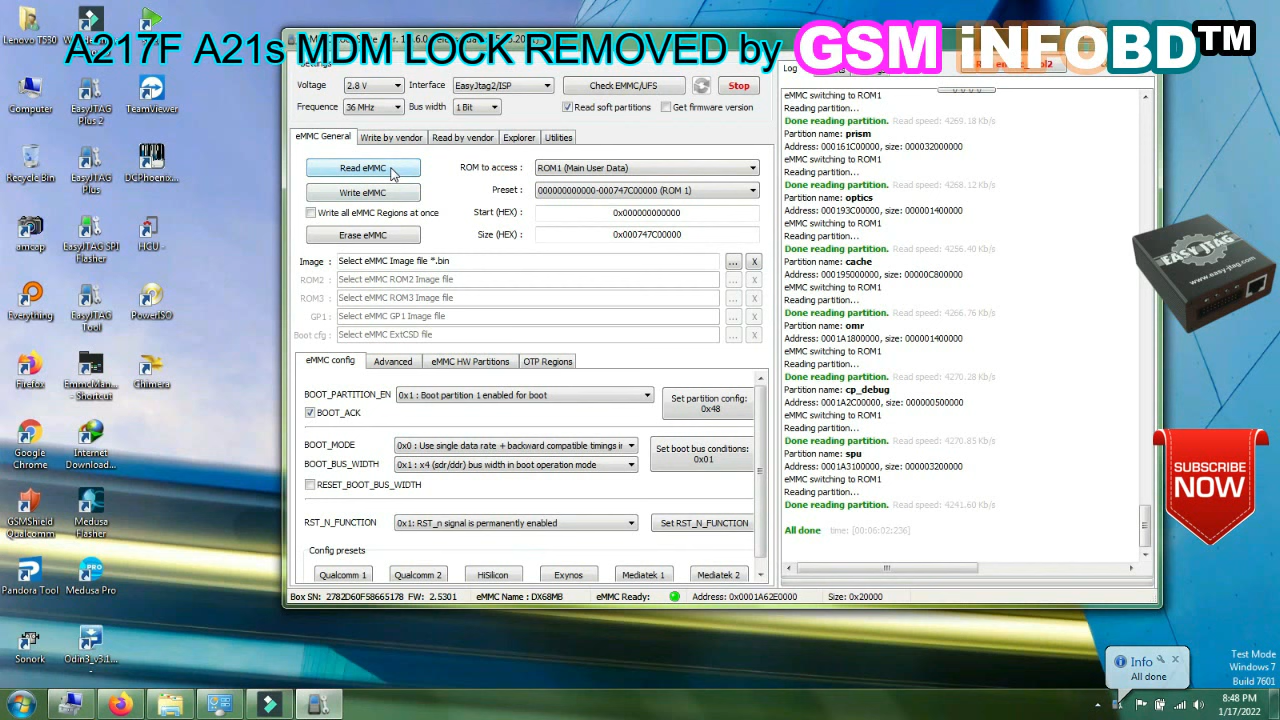 A217F A21s MDM LOCK REMOVED by GSM iNFOBD™
Lenovo T530
Computer
EasyJTAG
Plus 2
TeamViewer
Recycle Bin
EasyJTAG
Plus
DCPhoenix...
amcap
EasyJTAG SPI
Flasher
HCU -
Everything
EasyJTAG
Tool
PowerISO
Firefox
EmmcMan...
- Shortcut
Chimera
Google
Chrome
Internet
Download...
GSMShield
Qualcomm
Medusa
Flasher
Pandora Tool
Medusa Pro
Sonork
Odin3_v3.1...
Voltage
2.8 V
Interface
EasyJtag2/ISP
Check EMMC/UFS
Stop
Frequence
36 MHz
Bus width
1 Bit
Read soft partitions
Get firmware version
eMMC General
Write by vendor
Read by vendor
Explorer
Utilities
Read eMMC
ROM to access :
ROM1 (Main User Data)
Write eMMC
Preset :
000000000000-000747C00000 (ROM 1)
Write all eMMC Regions at once
Start (HEX) :
0x000000000000
Erase eMMC
Size (HEX) :
0x000747C00000
Image :
Select eMMC Image file *.bin
... X
ROM2 :
Select eMMC ROM2 Image file
... X
ROM3 :
Select eMMC ROM3 Image file
... X
GP1 :
Select eMMC GP1 Image file
... X
Boot cfg :
Select eMMC ExtCSD file
... X
eMMC config
Advanced
eMMC HW Partitions
OTP Regions
BOOT_PARTITION_EN
0x1 : Boot partition 1 enabled for boot
Set partition config:
0x48
BOOT_ACK
BOOT_MODE
0x0 : Use single data rate + backward compatible timings in
Set boot bus conditions:
0x01
BOOT_BUS_WIDTH
0x1 : x4 (sdr/ddr) bus width in boot operation mode
RESET_BOOT_BUS_WIDTH
RST_N_FUNCTION
0x1: RST_n signal is permanently enabled
Set RST_N_FUNCTION
Config presets
Qualcomm 1
Qualcomm 2
HiSilicon
Exynos
Mediatek 1
Mediatek 2
Log
eMMC switching to ROM1
Reading partition...
Done reading partition. Read speed: 4269.18 Kb/s
Partition name: prism
Address: 000161C00000, size: 000032000000
eMMC switching to ROM1
Reading partition...
Done reading partition. Read speed: 4268.12 Kb/s
Partition name: optics
Address: 000193C00000, size: 000001400000
eMMC switching to ROM1
Reading partition...
Done reading partition. Read speed: 4256.40 Kb/s
Partition name: cache
Address: 000195000000, size: 00000C800000
eMMC switching to ROM1
Reading partition...
Done reading partition. Read speed: 4266.76 Kb/s
Partition name: omr
Address: 0001A1800000, size: 000001400000
eMMC switching to ROM1
Reading partition...
Done reading partition. Read speed: 4270.28 Kb/s
Partition name: cp_debug
Address: 0001A2C00000, size: 000000500000
eMMC switching to ROM1
Reading partition...
Done reading partition. Read speed: 4270.85 Kb/s
Partition name: spu
Address: 0001A3100000, size: 000003200000
eMMC switching to ROM1
Reading partition...
Done reading partition. Read speed: 4241.60 Kb/s
All done time: [00:06:02:236]
Box SN: 2782D60F58665178 FW: 2.5301
eMMC Name : DX68MB
eMMC Ready:
Address: 0x0001A62E0000
Size: 0x20000
EASY-JTAG
www.easy-jtag.com
SUBSCRIBE
NOW
Info
All done
Test Mode
Windows 7
Build 7601
8:48 PM
1/17/2022